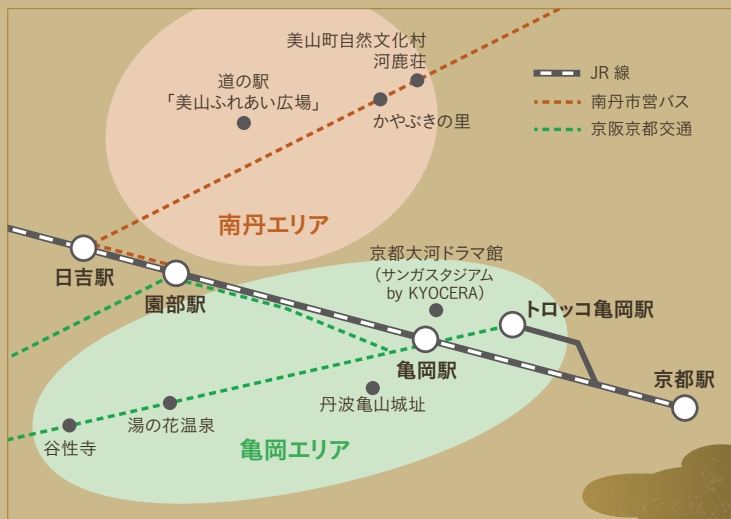 美山町自然文化村
河鹿荘
道の駅
「美山ふれあい広場」
かやぶきの里
JR 線
南丹市営バス
京阪京都交通
南丹エリア
日吉駅
園部駅
京都大河ドラマ館
（サンガスタジアム
by KYOCERA）
トロッコ亀岡駅
亀岡駅
京都駅
丹波亀山城址
湯の花温泉
谷性寺
亀岡エリア